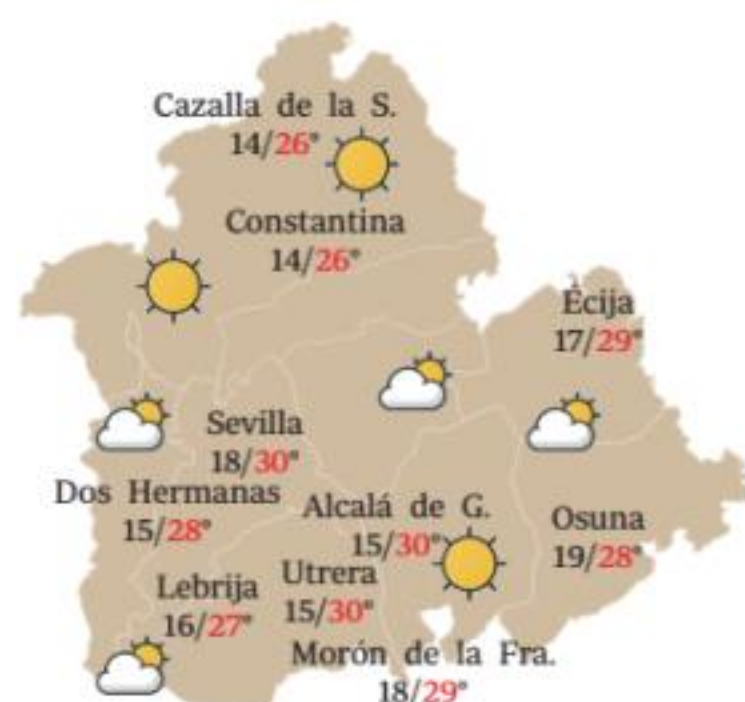 Cazalla de la S.
14/26°
Constantina
14/26°
Écija
17/29°
Sevilla
18/30°
Dos Hermanas
15/28°
Alcalá de G.
15/30°
Osuna
19/28°
Utrera
15/30°
Lebrija
16/27°
Morón de la Fra.
18/29°